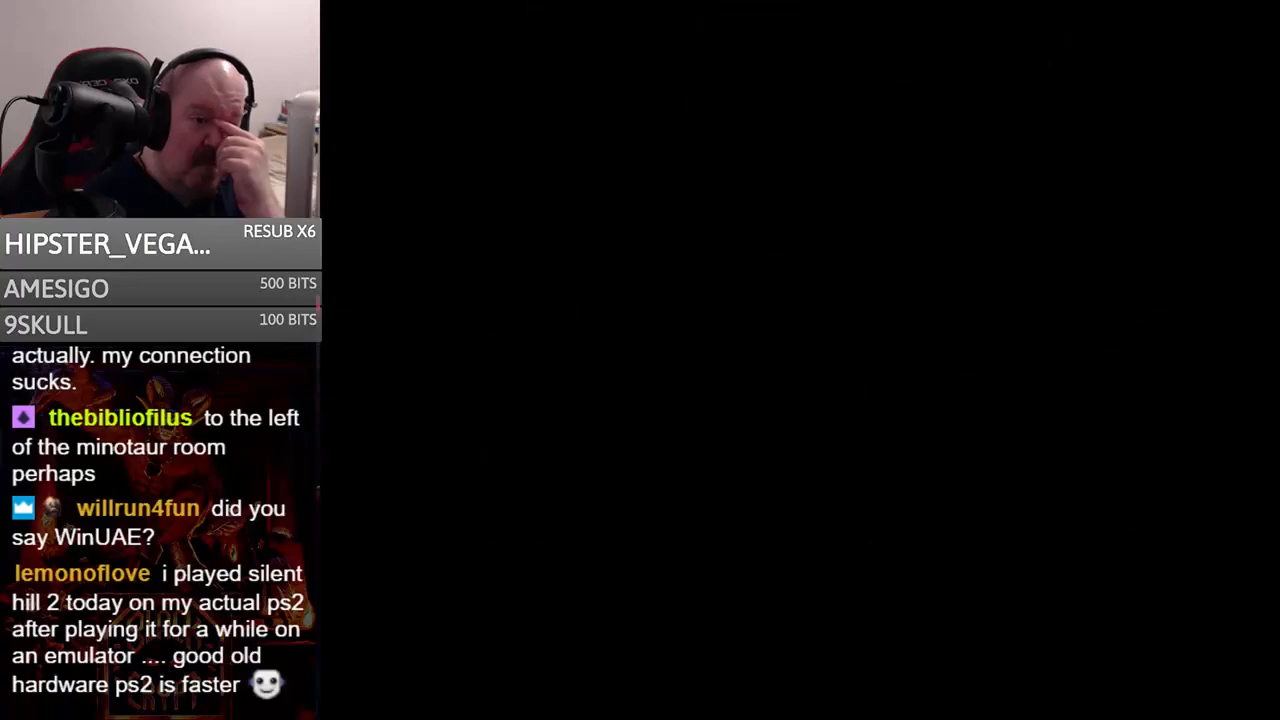 HIPSTER_VEGA... RESUB X6
AMESIGO 500 BITS
9SKULL 100 BITS
actually. my connection
sucks.
thebibliofilus to the left
of the minotaur room
perhaps
willrun4fun did you
say WinUAE?
lemonoflove i played silent
hill 2 today on my actual ps2
after playing it for a while on
an emulator .... good old
hardware ps2 is faster